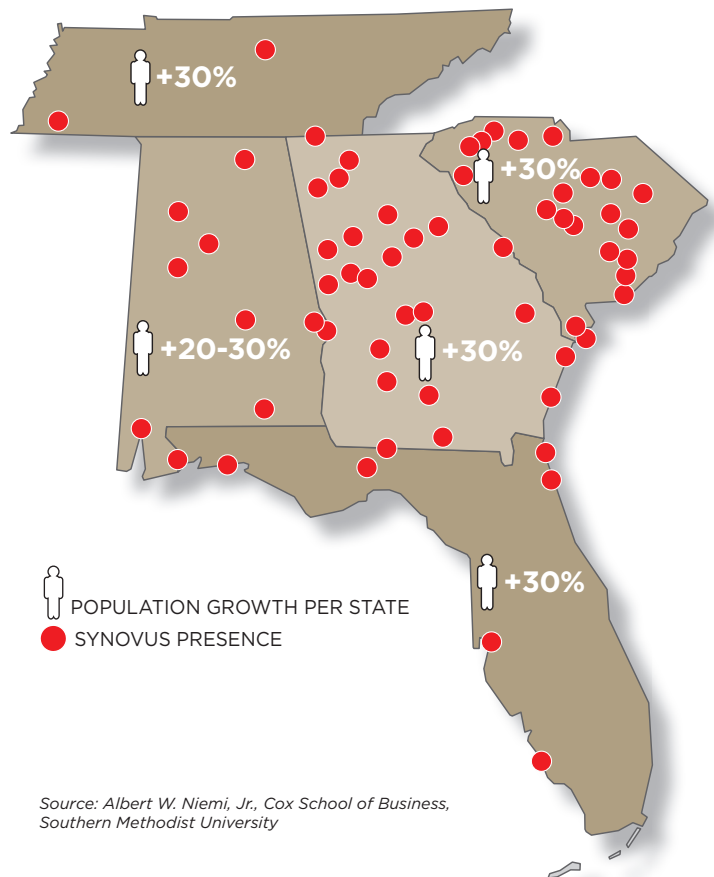 +30%
+30%
+20-30%
+30%
+30%
POPULATION GROWTH PER STATE
SYNOVUS PRESENCE
Source: Albert W. Niemi, Jr., Cox School of Business,
Southern Methodist University